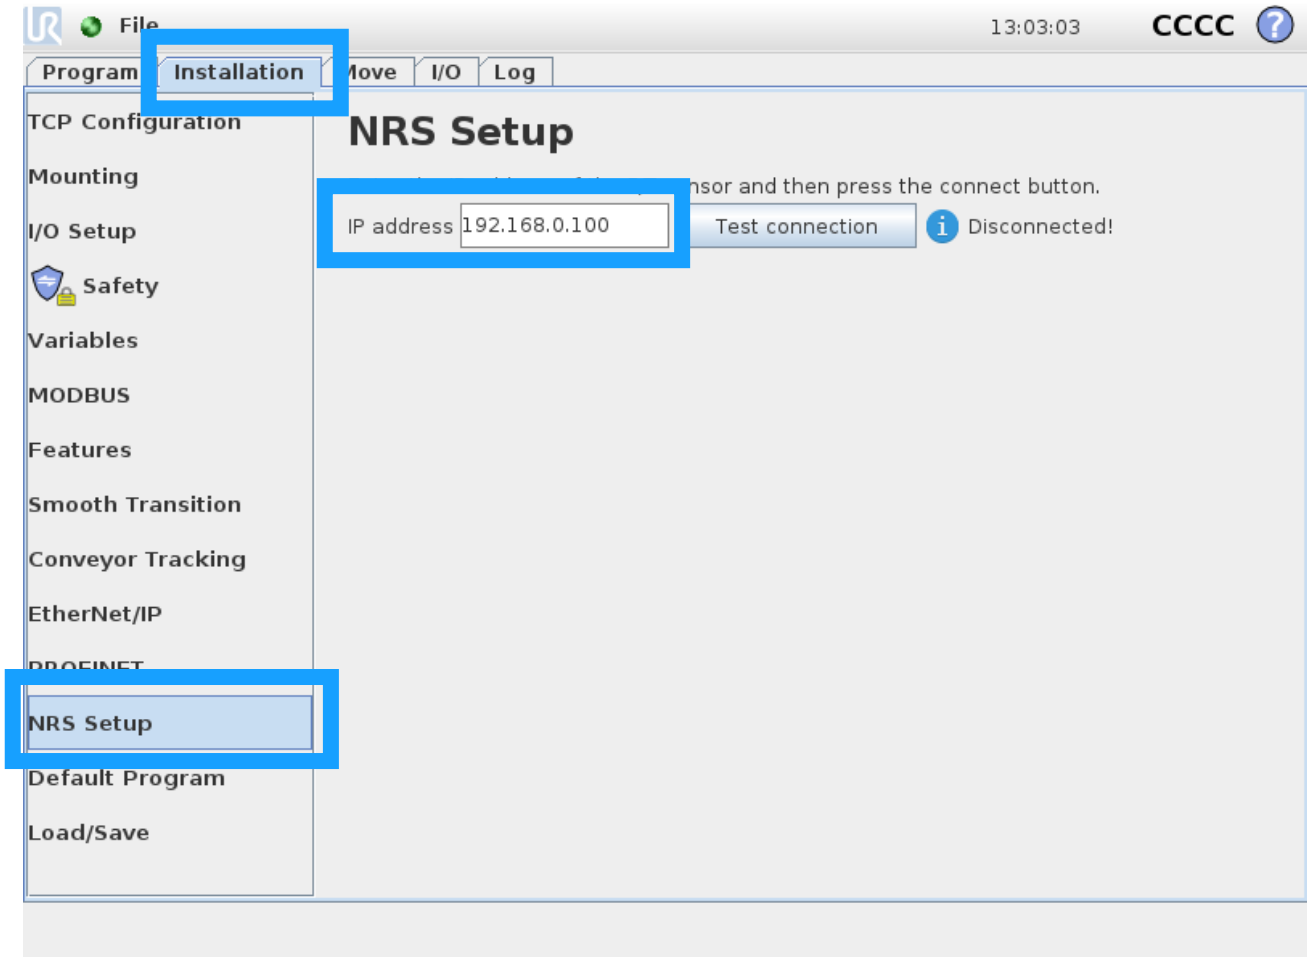 UR File 13:03:03 CCCC ?
Program Installation Move I/O Log
TCP Configuration
NRS Setup
Mounting
and then press the connect button.
I/O Setup
IP address 192.168.0.100 Test connection i Disconnected!
Safety
Variables
MODBUS
Features
Smooth Transition
Conveyor Tracking
EtherNet/IP
PROFINET
NRS Setup
Default Program
Load/Save